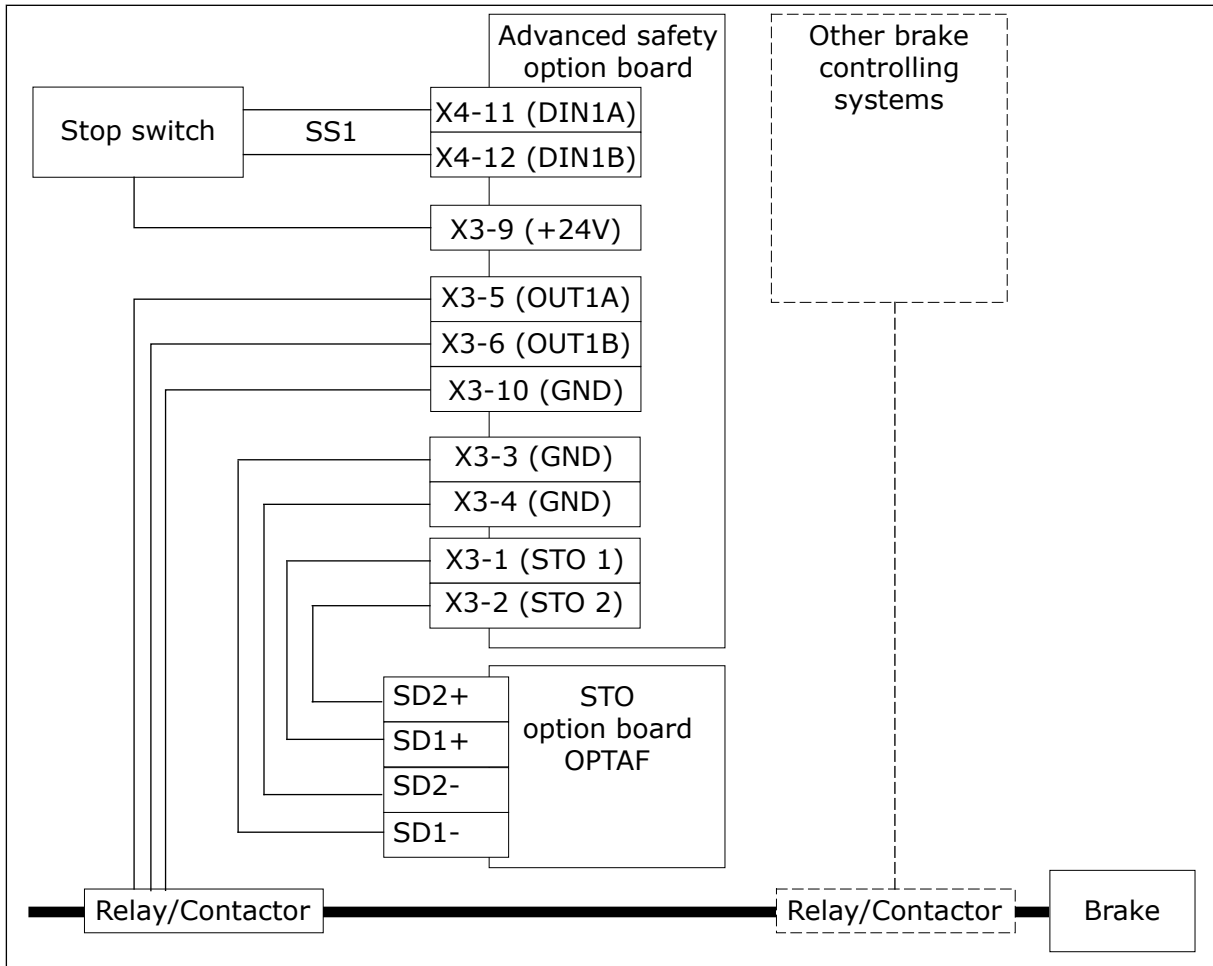 Advanced safety
option board
Other brake
controlling
systems
Stop switch
SS1
X4-11 (DIN1A)
X4-12 (DIN1B)
X3-9 (+24V)
X3-5 (OUT1A)
X3-6 (OUT1B)
X3-10 (GND)
X3-3 (GND)
X3-4 (GND)
X3-1 (STO 1)
X3-2 (STO 2)
SD2+
SD1+
SD2-
SD1-
STO
option board
OPTAF
Relay/Contactor
Relay/Contactor
Brake